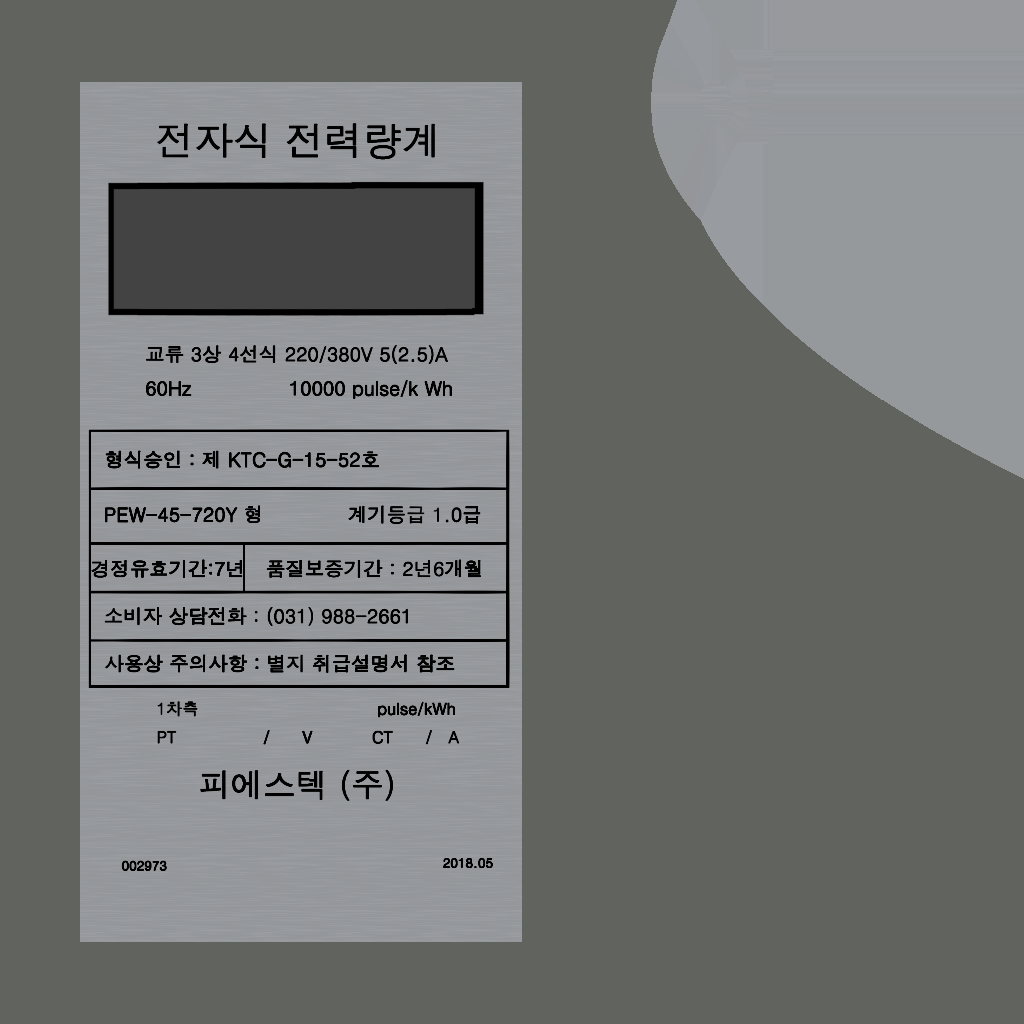 전자식 전력량계
교류 3상 4선식 220/380V 5(2.5)A
60Hz 10000 pulse/k Wh
형식승인 : 제 KTC-G-15-52호
PEW-45-720Y 형 계기등급 1.0급
경정유효기간:7년 품질보증기간 : 2년6개월
소비자 상담전화 : (031) 988-2661
사용상 주의사항 : 별지 취급설명서 참조
1차측 pulse/kWh
PT / V CT / A
피에스텍 (주)
002973 2018.05